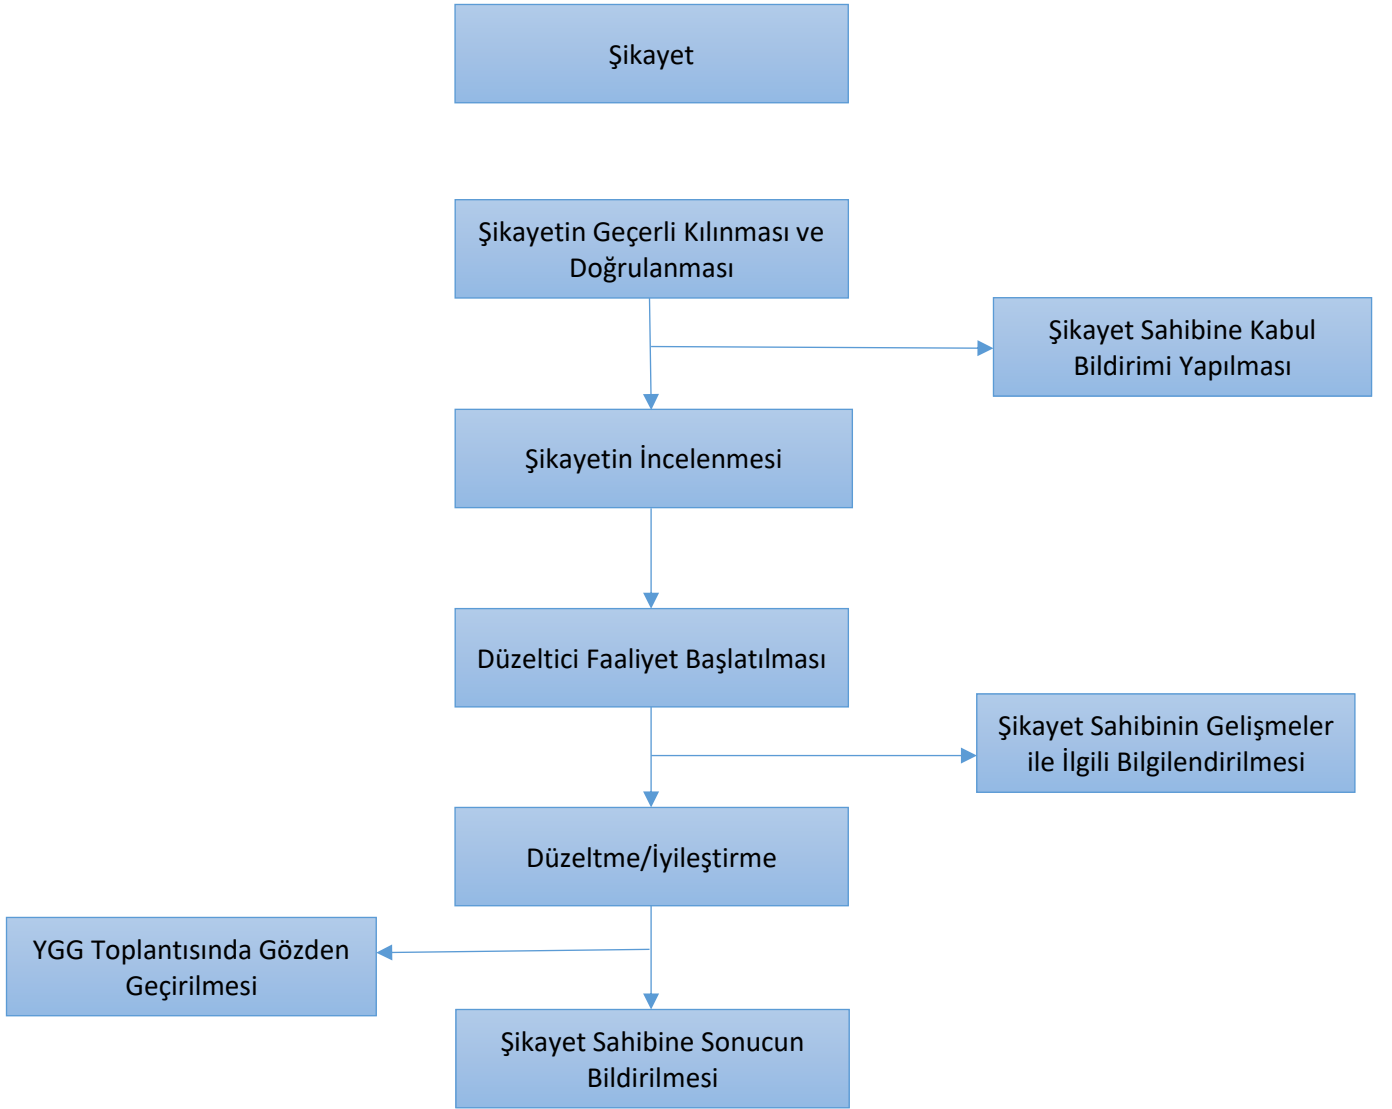 Şikayet
Şikayetin Geçerli Kılınması ve
Doğrulanması
Şikayet Sahibine Kabul
Bildirimi Yapılması
Şikayetin İncelenmesi
Düzeltici Faaliyet Başlatılması
Şikayet Sahibinin Gelişmeler
ile İlgili Bilgilendirilmesi
Düzeltme/İyileştirme
YGG Toplantısında Gözden
Geçirilmesi
Şikayet Sahibine Sonucun
Bildirilmesi